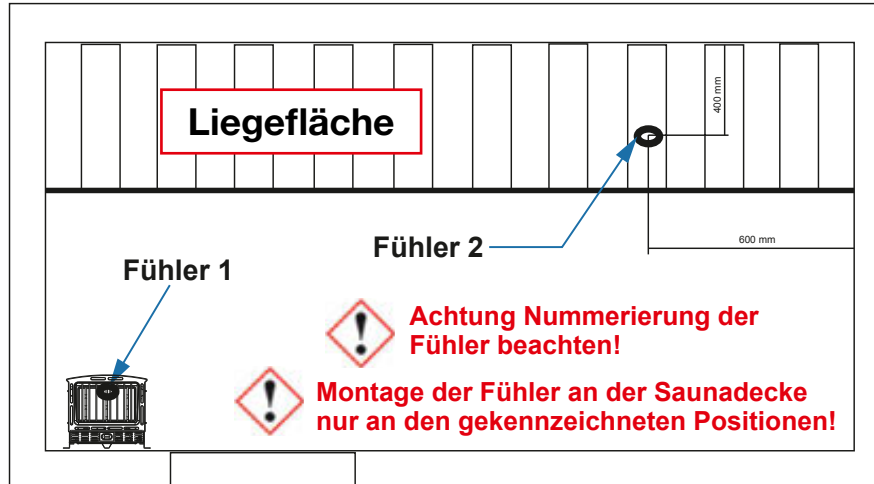 Liegefläche
400 mm
Fühler 2
600 mm
Fühler 1
Achtung Nummerierung der
Fühler beachten!
Montage der Fühler an der Saunadecke
nur an den gekennzeichneten Positionen!